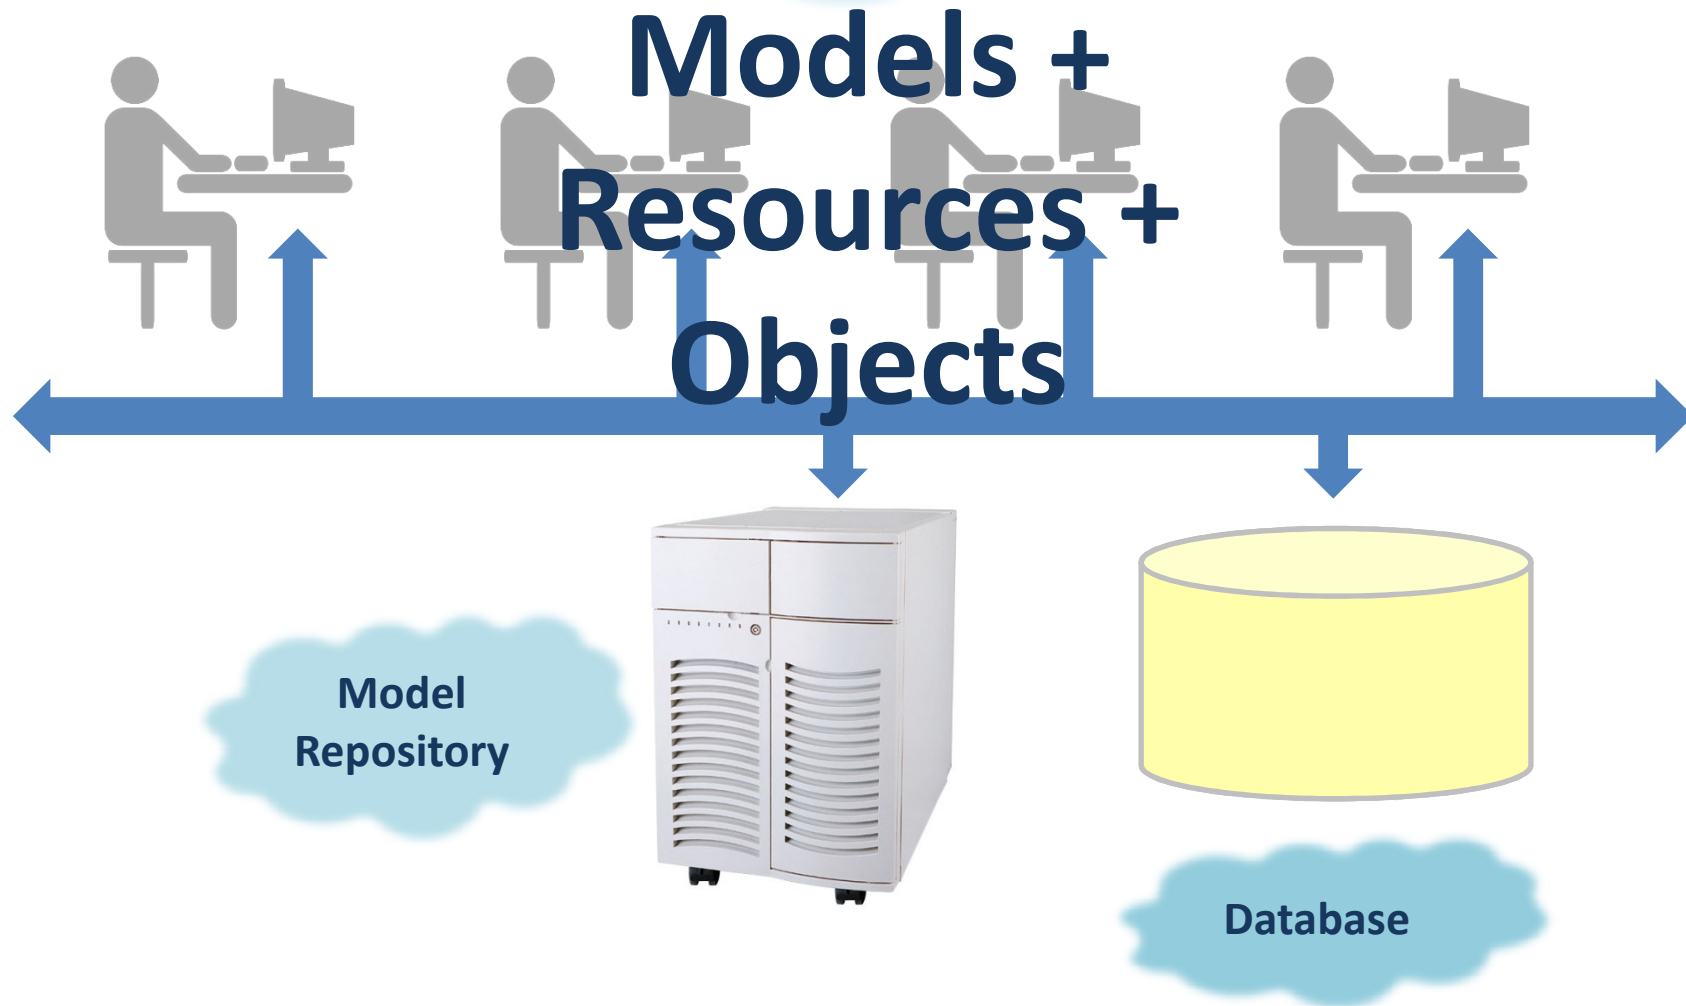 Models +
Resources +
Objects
Model
Repository
Database